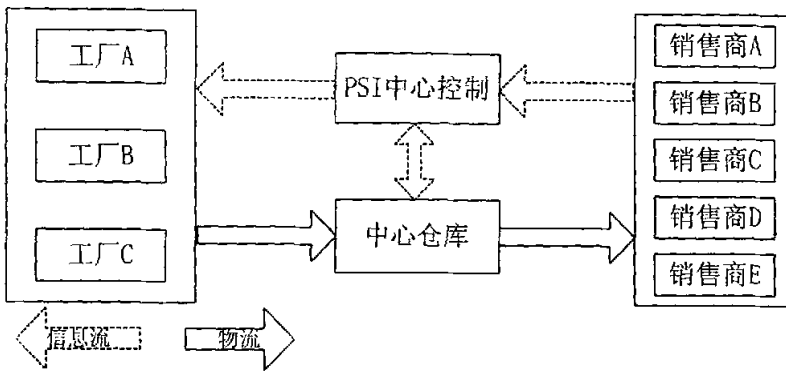 工厂A
工厂B
工厂C
PSI中心控制
中心仓库
销售商A
销售商B
销售商C
销售商D
销售商E
信息流
物流